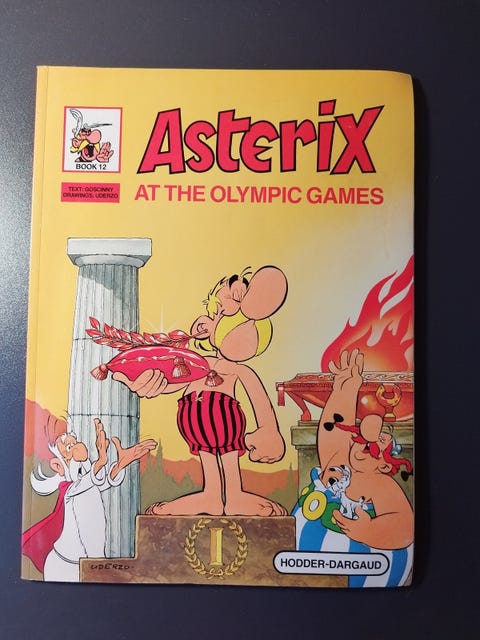 Asterix
AT THE OLYMPIC GAMES
BOOK 12
TEXT: GOSCINNY
DRAWINGS: UDERZO
I
UDERZO-
HODDER-DARGAUD